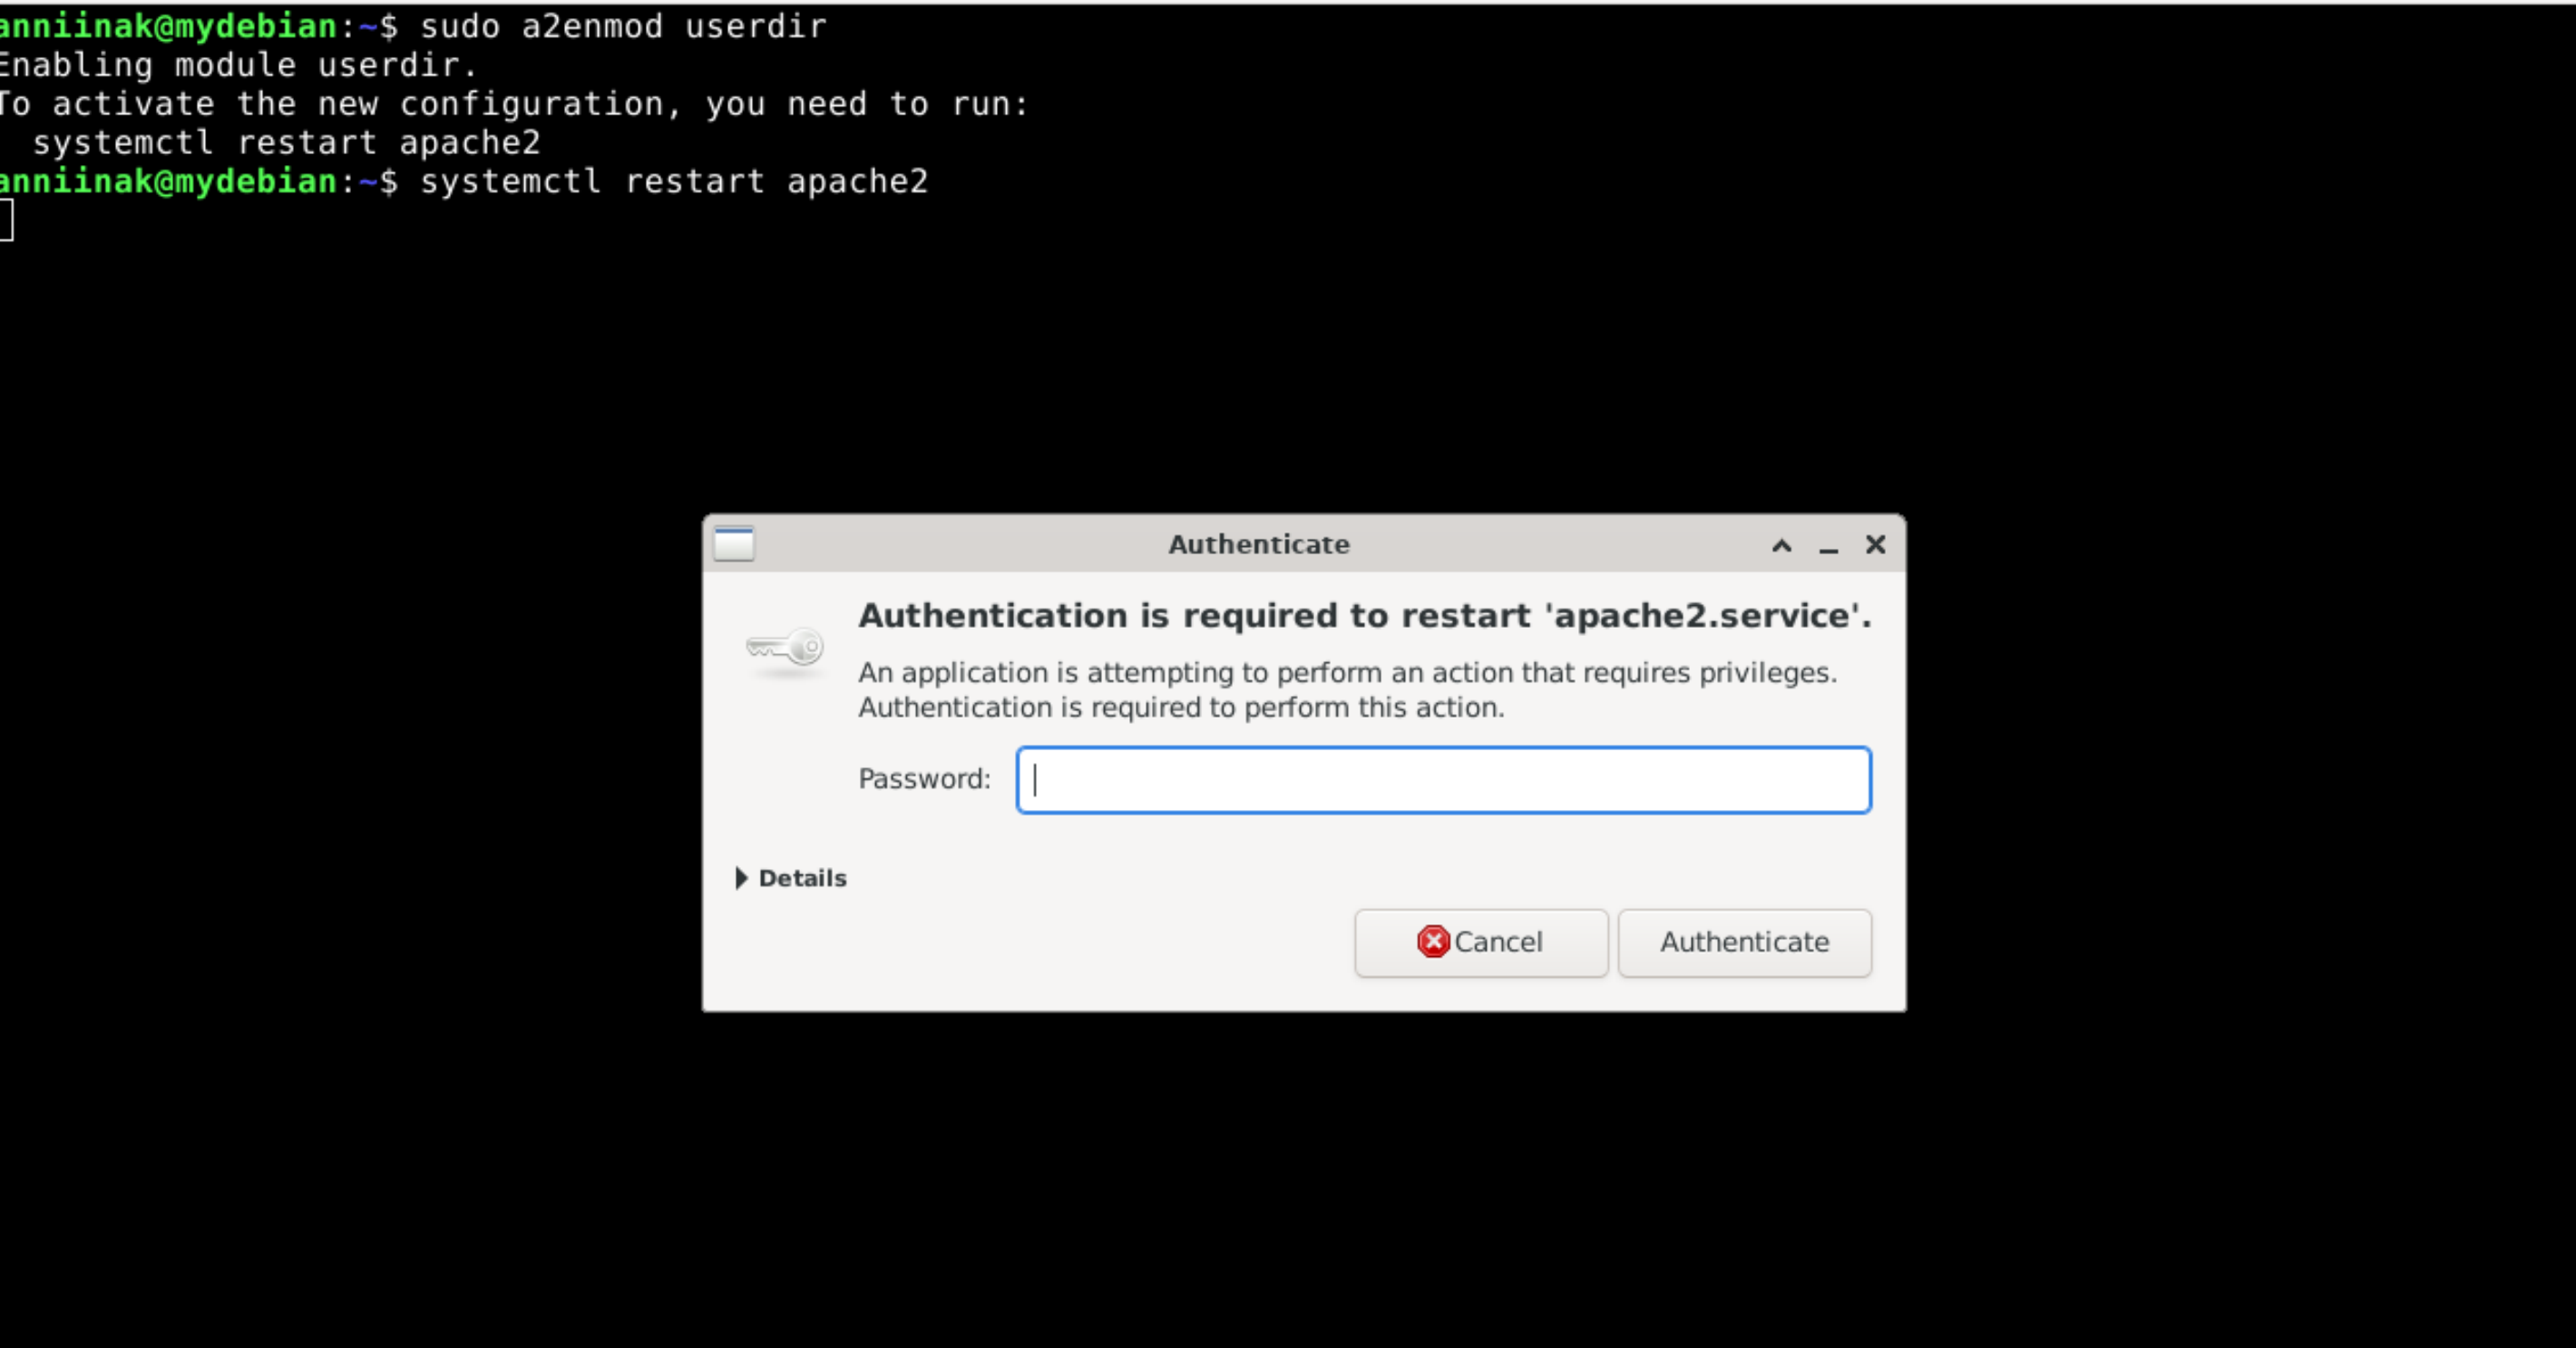 anniinak@mydebian:~$ sudo a2enmod userdir
Enabling module userdir.
To activate the new configuration, you need to run:
  systemctl restart apache2
anniinak@mydebian:~$ systemctl restart apache2
Authenticate
Authentication is required to restart 'apache2.service'.
An application is attempting to perform an action that requires privileges.
Authentication is required to perform this action.
Password:
Details
Cancel
Authenticate